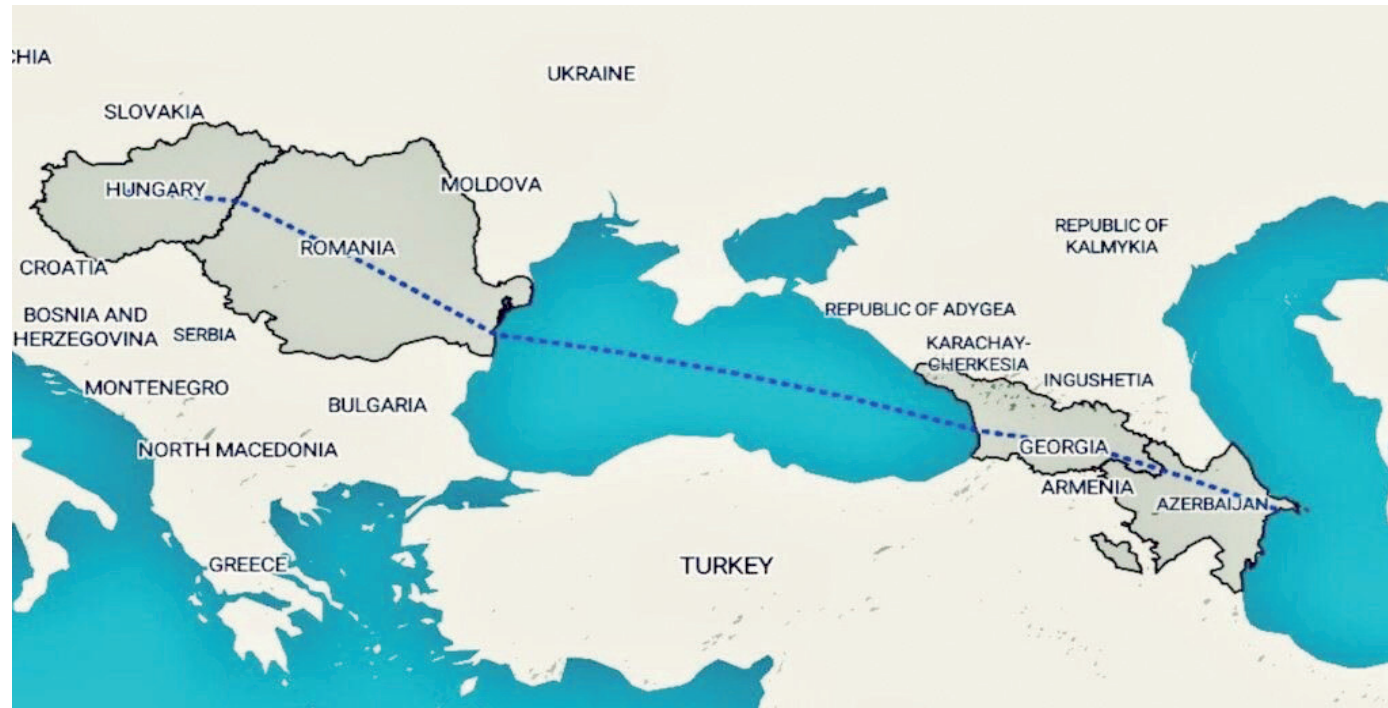 CHIA
UKRAINE
SLOVAKIA
HUNGARY
MOLDOVA
ROMANIA
REPUBLIC OF
KALMYKIA
CROATIA
BOSNIA AND
HERZEGOVINA
SERBIA
REPUBLIC OF ADYGEA
KARACHAY-
CHERKESIA
INGUSHETIA
MONTENEGRO
BULGARIA
NORTH MACEDONIA
GEORGIA
ARMENIA
AZERBAIJAN
GREECE
TURKEY